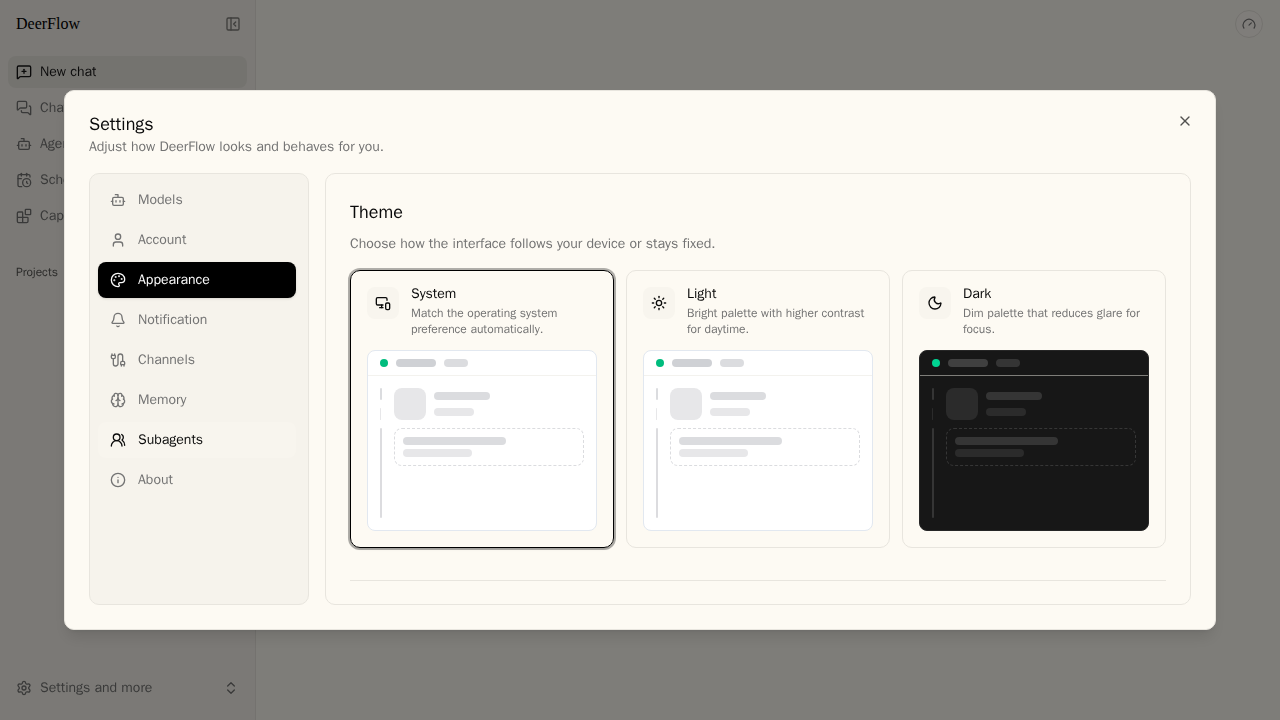 DeerFlow
New chat
Cha
Agen
Sch
Cap
Projects
Settings and more
Settings
Adjust how DeerFlow looks and behaves for you.
Models
Account
Appearance
Notification
Channels
Memory
Subagents
About
Theme
Choose how the interface follows your device or stays fixed.
System
Match the operating system
preference automatically.
Light
Bright palette with higher contrast
for daytime.
Dark
Dim palette that reduces glare for
focus.